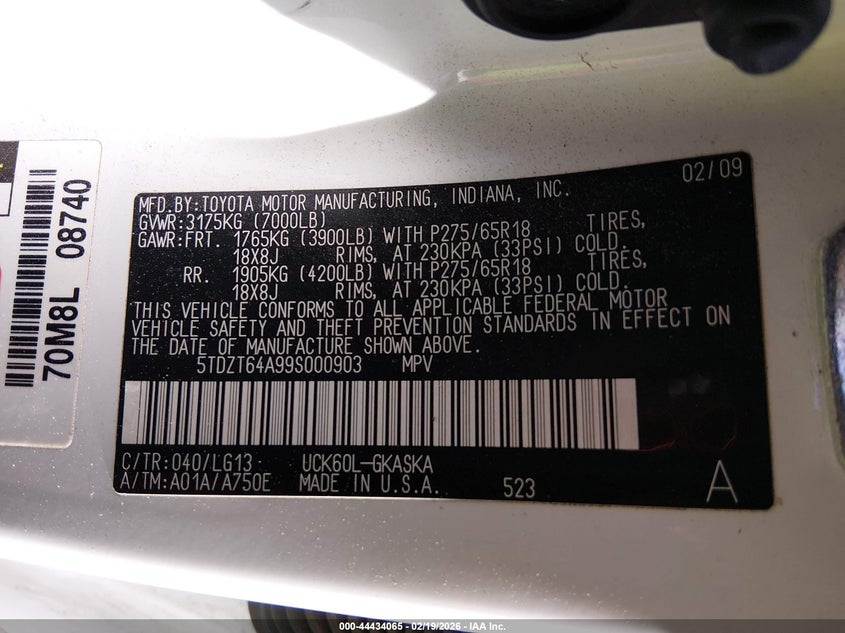 70M8L 08740
02/09
MFD.BY:TOYOTA MOTOR MANUFACTURING, INDIANA, INC.
GVWR:3175KG (7000LB)
GAWR:FRT. 1765KG (3900LB) WITH P275/65R18 TIRES,
18X8J RIMS, AT 230KPA (33PSI) COLD.
RR. 1905KG (4200LB) WITH P275/65R18 TIRES,
18X8J RIMS, AT 230KPA (33PSI) COLD.
THIS VEHICLE CONFORMS TO ALL APPLICABLE FEDERAL MOTOR
VEHICLE SAFETY AND THEFT PREVENTION STANDARDS IN EFFECT ON
THE DATE OF MANUFACTURE SHOWN ABOVE.
5TDZT64A99S000903 MPV
C/TR:040/LG13 UCK60L-GKASKA
A/TM:A01A/A750E MADE IN U.S.A. 523 A
000-44434065 - 02/19/2026 - IAA Inc.